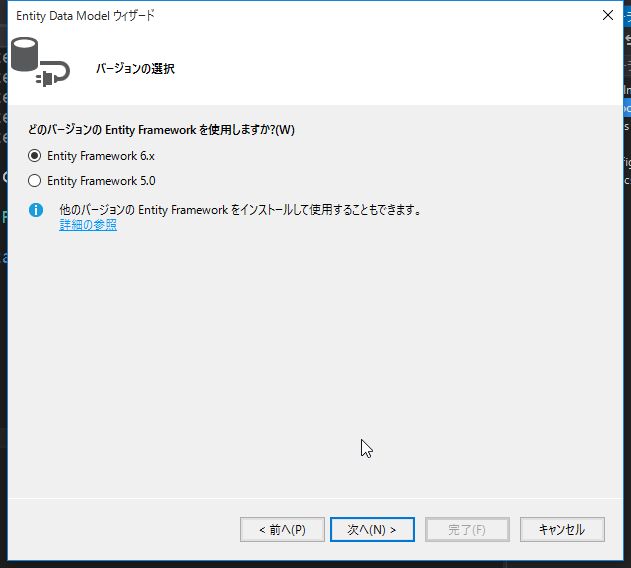 Entity Data Model ウィザード
バージョンの選択
どのバージョンの Entity Framework を使用しますか?(W)
Entity Framework 6.x
Entity Framework 5.0
他のバージョンの Entity Framework をインストールして使用することもできます。
詳細の参照
< 前へ(P)
次へ(N) >
完了(F)
キャンセル